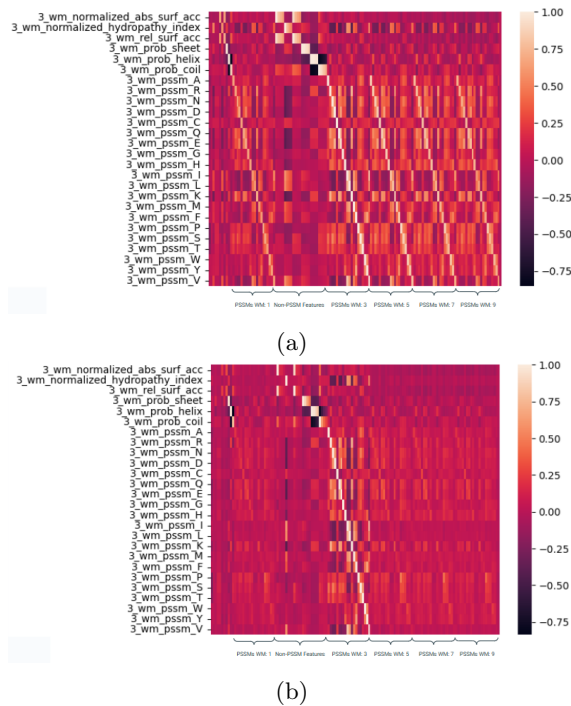 3_wm_normalized_abs_surf_acc
3_wm_normalized_hydropathy_index
3_wm_rel_surf_acc
3_wm_prob_sheet
3_wm_prob_helix
3_wm_prob_coil
3_wm_pssm_A
3_wm_pssm_R
3_wm_pssm_N
3_wm_pssm_D
3_wm_pssm_C
3_wm_pssm_Q
3_wm_pssm_E
3_wm_pssm_G
3_wm_pssm_H
3_wm_pssm_I
3_wm_pssm_L
3_wm_pssm_K
3_wm_pssm_M
3_wm_pssm_F
3_wm_pssm_P
3_wm_pssm_S
3_wm_pssm_T
3_wm_pssm_W
3_wm_pssm_Y
3_wm_pssm_V
1.00
0.75
0.50
0.25
0.00
−0.25
−0.50
−0.75
PSSMs WM: 1 Non-PSSM Features PSSMs WM: 3 PSSMs WM: 5 PSSMs WM: 7 PSSMs WM: 9
(a)
3_wm_normalized_abs_surf_acc
3_wm_normalized_hydropathy_index
3_wm_rel_surf_acc
3_wm_prob_sheet
3_wm_prob_helix
3_wm_prob_coil
3_wm_pssm_A
3_wm_pssm_R
3_wm_pssm_N
3_wm_pssm_D
3_wm_pssm_C
3_wm_pssm_Q
3_wm_pssm_E
3_wm_pssm_G
3_wm_pssm_H
3_wm_pssm_I
3_wm_pssm_L
3_wm_pssm_K
3_wm_pssm_M
3_wm_pssm_F
3_wm_pssm_P
3_wm_pssm_S
3_wm_pssm_T
3_wm_pssm_W
3_wm_pssm_Y
3_wm_pssm_V
1.00
0.75
0.50
0.25
0.00
−0.25
−0.50
−0.75
PSSMs WM: 1 Non-PSSM Features PSSMs WM: 3 PSSMs WM: 5 PSSMs WM: 7 PSSMs WM: 9
(b)